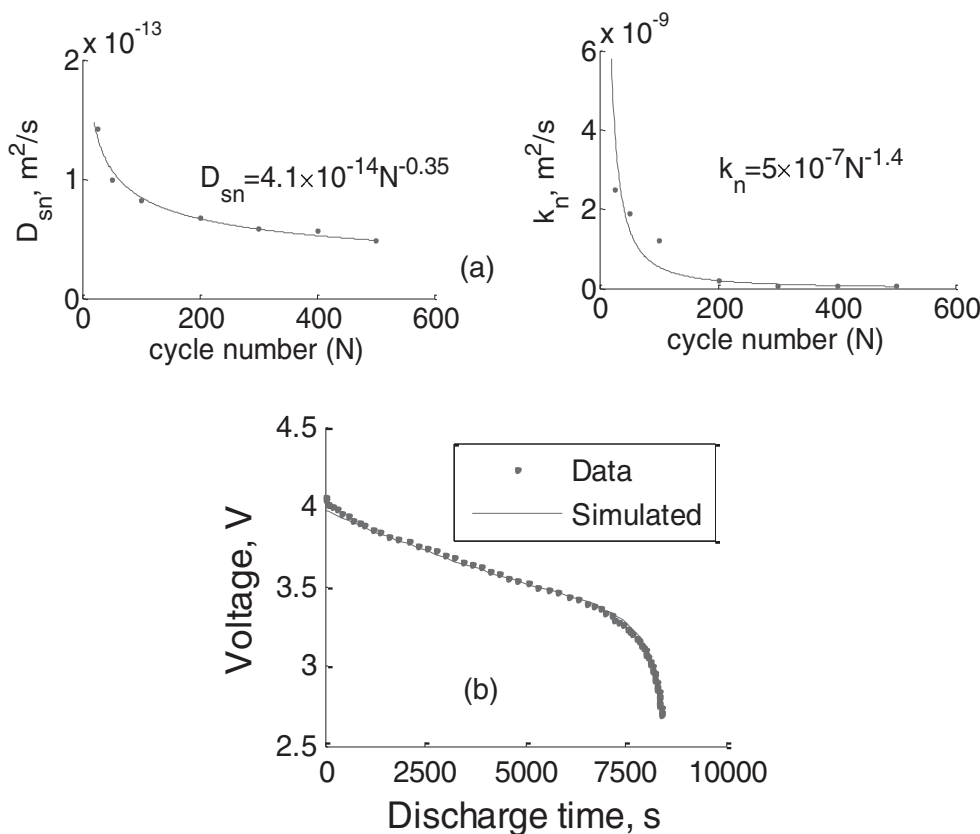 × 10^-13
2
1
0
D_sn, m^2/s
D_sn=4.1×10^-14N^-0.35
0 200 400 600
cycle number (N)
× 10^-9
6
4
2
0
k_n, m^2/s
k_n=5×10^-7N^-1.4
0 200 400 600
cycle number (N)
(a)
4.5
4
3.5
3
2.5
Voltage, V
Data
Simulated
(b)
0 2500 5000 7500 10000
Discharge time, s